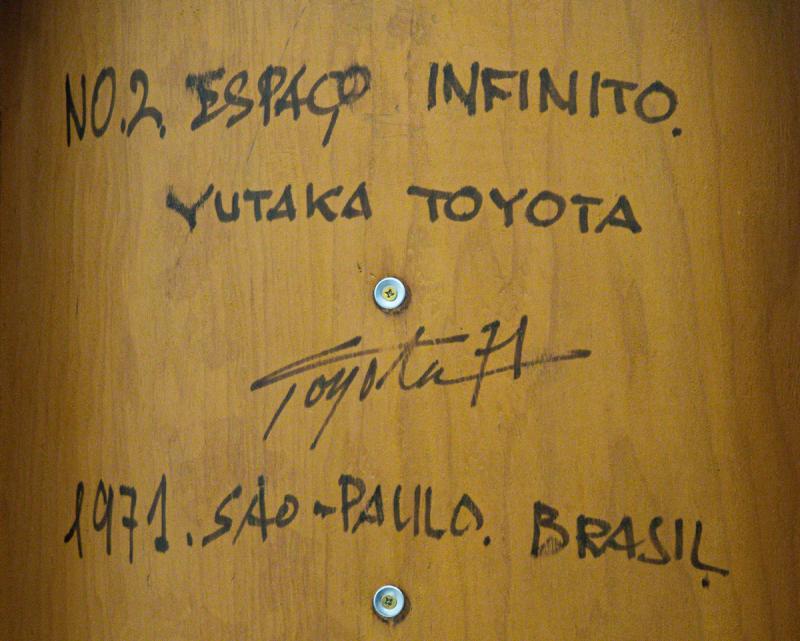 NO.2. ESPAÇO INFINITO.
YUTAKA TOYOTA
Toyota 71
1971. SÃO-PAULO. BRASIL.